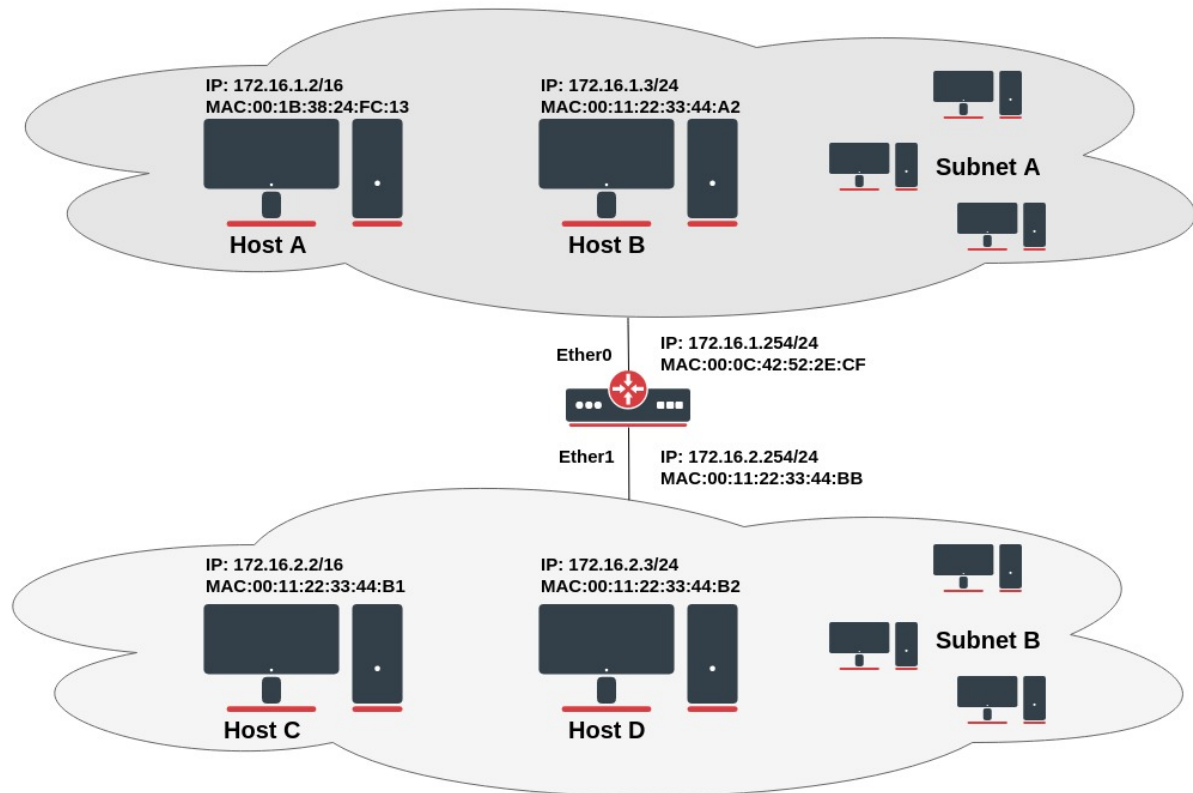 IP: 172.16.1.2/16
MAC:00:1B:38:24:FC:13
IP: 172.16.1.3/24
MAC:00:11:22:33:44:A2
Subnet A
Host A
Host B
Ether0
IP: 172.16.1.254/24
MAC:00:0C:42:52:2E:CF
Ether1
IP: 172.16.2.254/24
MAC:00:11:22:33:44:BB
IP: 172.16.2.2/16
MAC:00:11:22:33:44:B1
IP: 172.16.2.3/24
MAC:00:11:22:33:44:B2
Subnet B
Host C
Host D